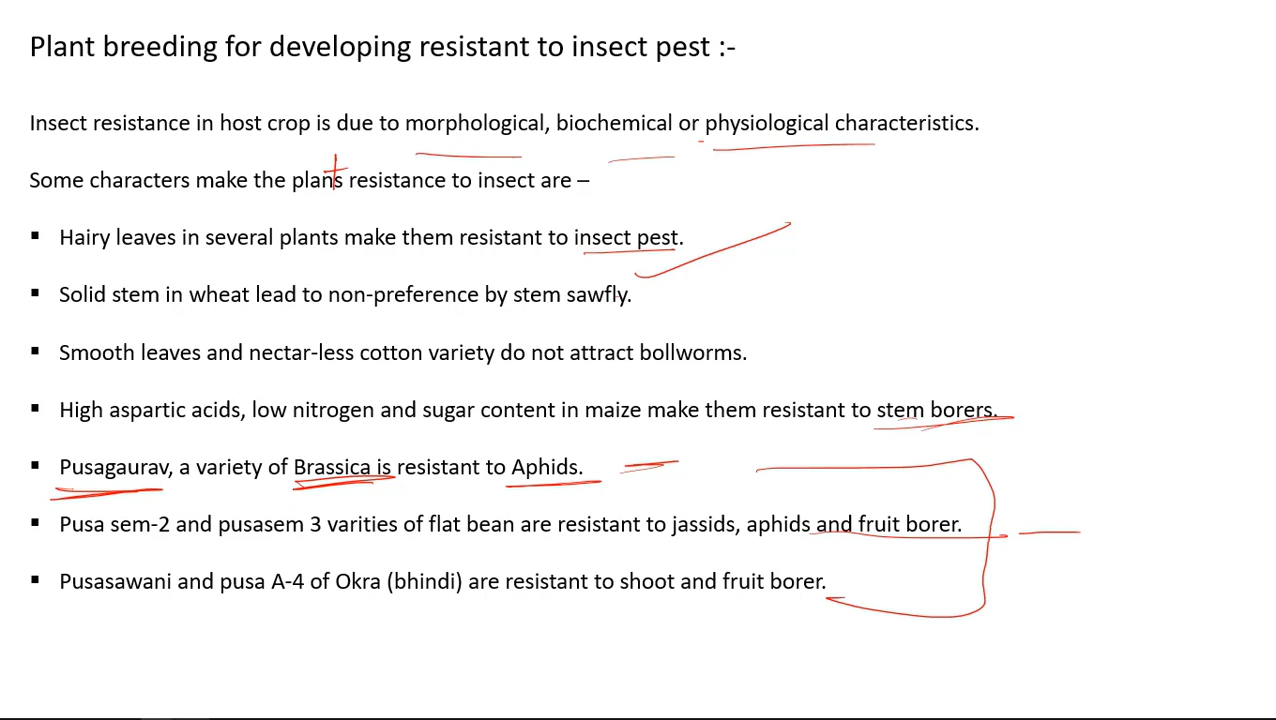 Plant breeding for developing resistant to insect pest :-
Insect resistance in host crop is due to morphological, biochemical or physiological characteristics.
Some characters make the plans resistance to insect are –
▪ Hairy leaves in several plants make them resistant to insect pest.
▪ Solid stem in wheat lead to non-preference by stem sawfly.
▪ Smooth leaves and nectar-less cotton variety do not attract bollworms.
▪ High aspartic acids, low nitrogen and sugar content in maize make them resistant to stem borers.
▪ Pusagaurav, a variety of Brassica is resistant to Aphids.
▪ Pusa sem-2 and pusasem 3 varities of flat bean are resistant to jassids, aphids and fruit borer.
▪ Pusasawani and pusa A-4 of Okra (bhindi) are resistant to shoot and fruit borer.